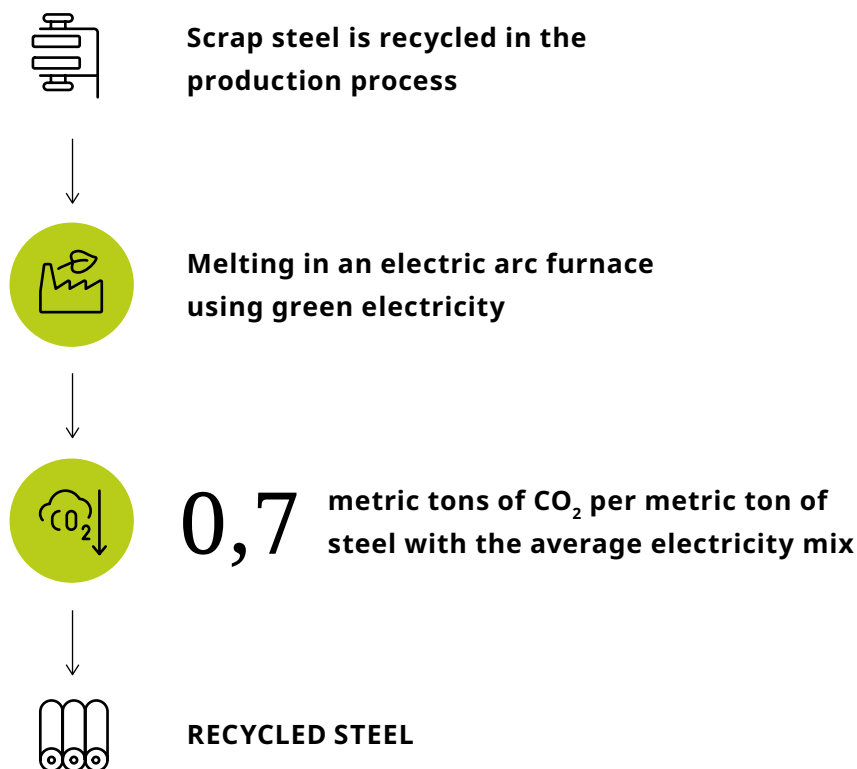 Scrap steel is recycled in the
production process
Melting in an electric arc furnace
using green electricity
CO₂
0,7
metric tons of CO₂ per metric ton of
steel with the average electricity mix
RECYCLED STEEL